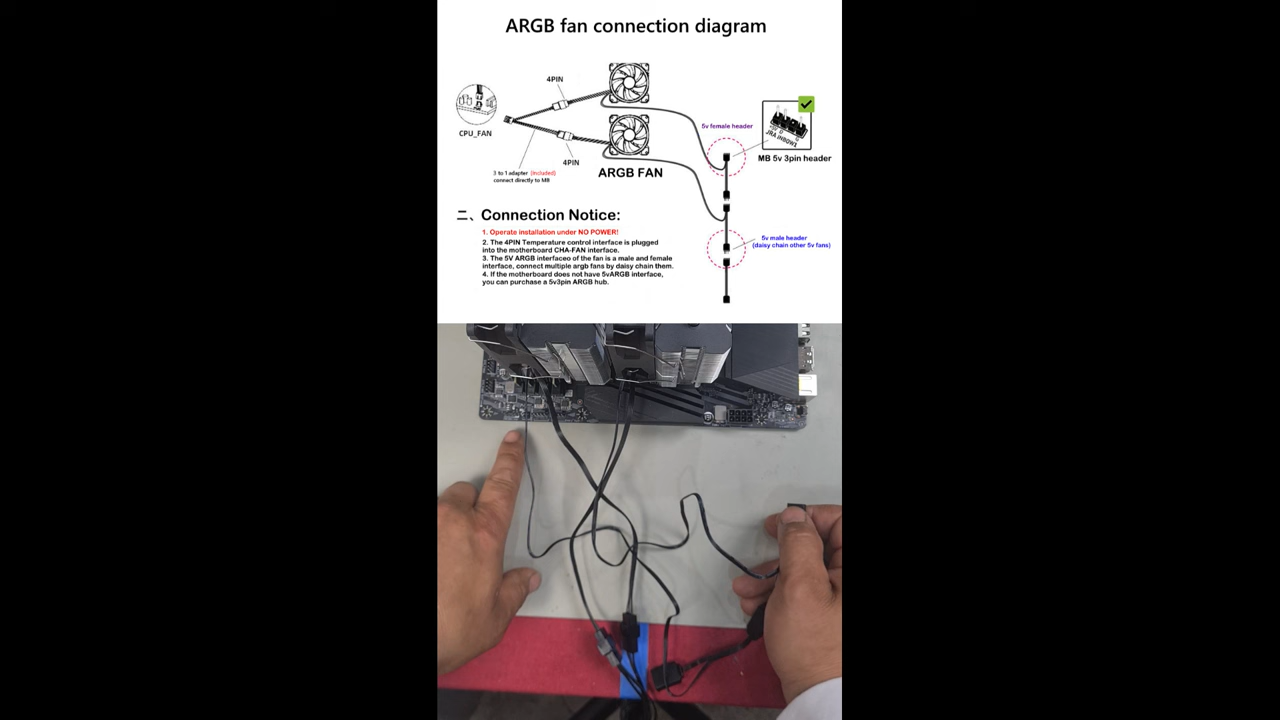 ARGB fan connection diagram
4PIN
CPU_FAN
4PIN
3 to 1 adapter (included)
connect directly to MB
ARGB FAN
5v female header
JRAINBOW1
MB 5v 3pin header
二、Connection Notice:
1. Operate installation under NO POWER!
2. The 4PIN Temperature control interface is plugged
into the motherboard CHA-FAN interface.
3. The 5V ARGB interfaceo of the fan is a male and female
interface, connect multiple argb fans by daisy chain them.
4. If the motherboard does not have 5vARGB interface,
you can purchase a 5v3pin ARGB hub.
5v male header
(daisy chain other 5v fans)